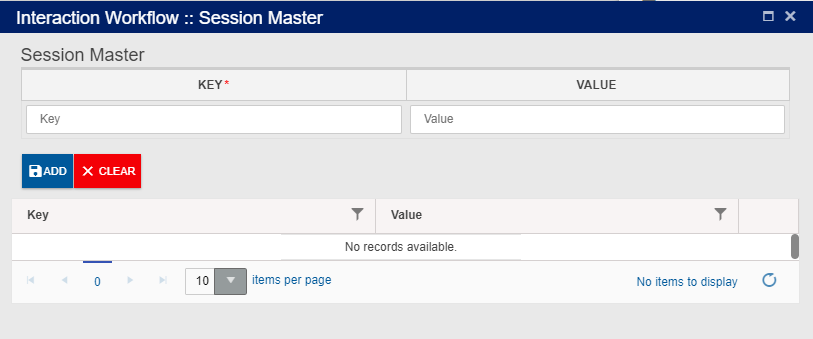 Interaction Workflow :: Session Master
Session Master
KEY* VALUE
Key Value
ADD CLEAR
Key Value
No records available.
0 10 items per page No items to display